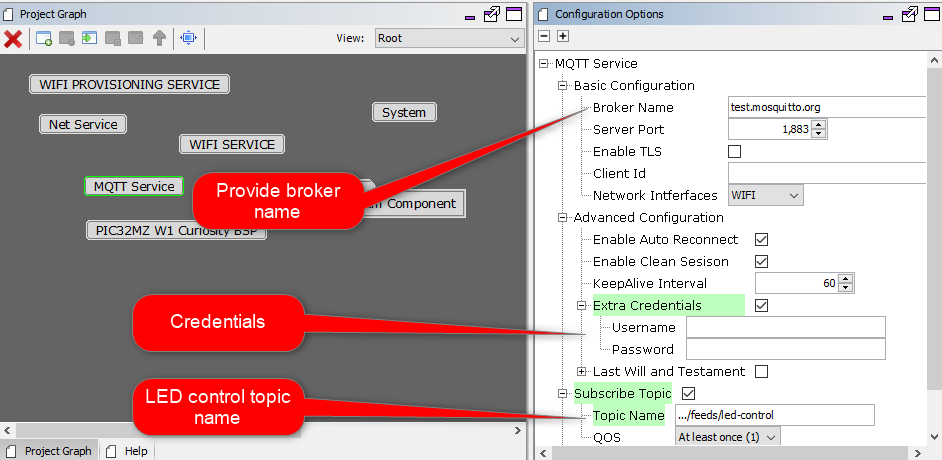 Project Graph
View:
Root
WIFI PROVISIONING SERVICE
Net Service
System
WIFI SERVICE
MQTT Service
Component
PIC32MZ W1 Curiosity BSP
Provide broker
name
Credentials
LED control topic
name
Project Graph
Help
Configuration Options
MQTT Service
Basic Configuration
Broker Name test.mosquitto.org
Server Port 1,883
Enable TLS
Client Id
Network Intferfaces WIFI
Advanced Configuration
Enable Auto Reconnect
Enable Clean Sesison
KeepAlive Interval 60
Extra Credentials
Username
Password
Last Will and Testament
Subscribe Topic
Topic Name .../feeds/led-control
QOS At least once (1)